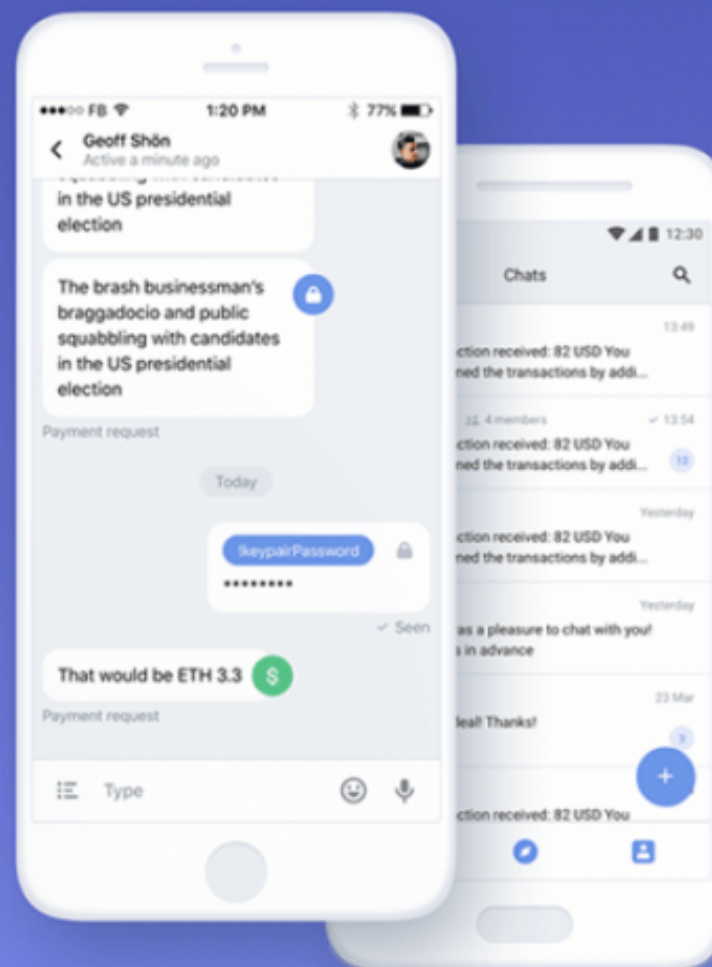 FB
1:20 PM
77%
Geoff Shōn
Active a minute ago
squabbling with candidates
in the US presidential
election
The brash businessman's
braggadocio and public
squabbling with candidates
in the US presidential
election
Payment request
Today
!keypairPassword
••••••••
Seen
That would be ETH 3.3
$
Payment request
Type
12:30
Chats
13:49
ction received: 82 USD You
ned the transactions by addi...
4 members
13:54
ction received: 82 USD You
ned the transactions by addi...
12
Yesterday
ction received: 82 USD You
ned the transactions by addi...
Yesterday
as a pleasure to chat with you!
s in advance
23 Mar
deal! Thanks!
3
+
ction received: 82 USD You